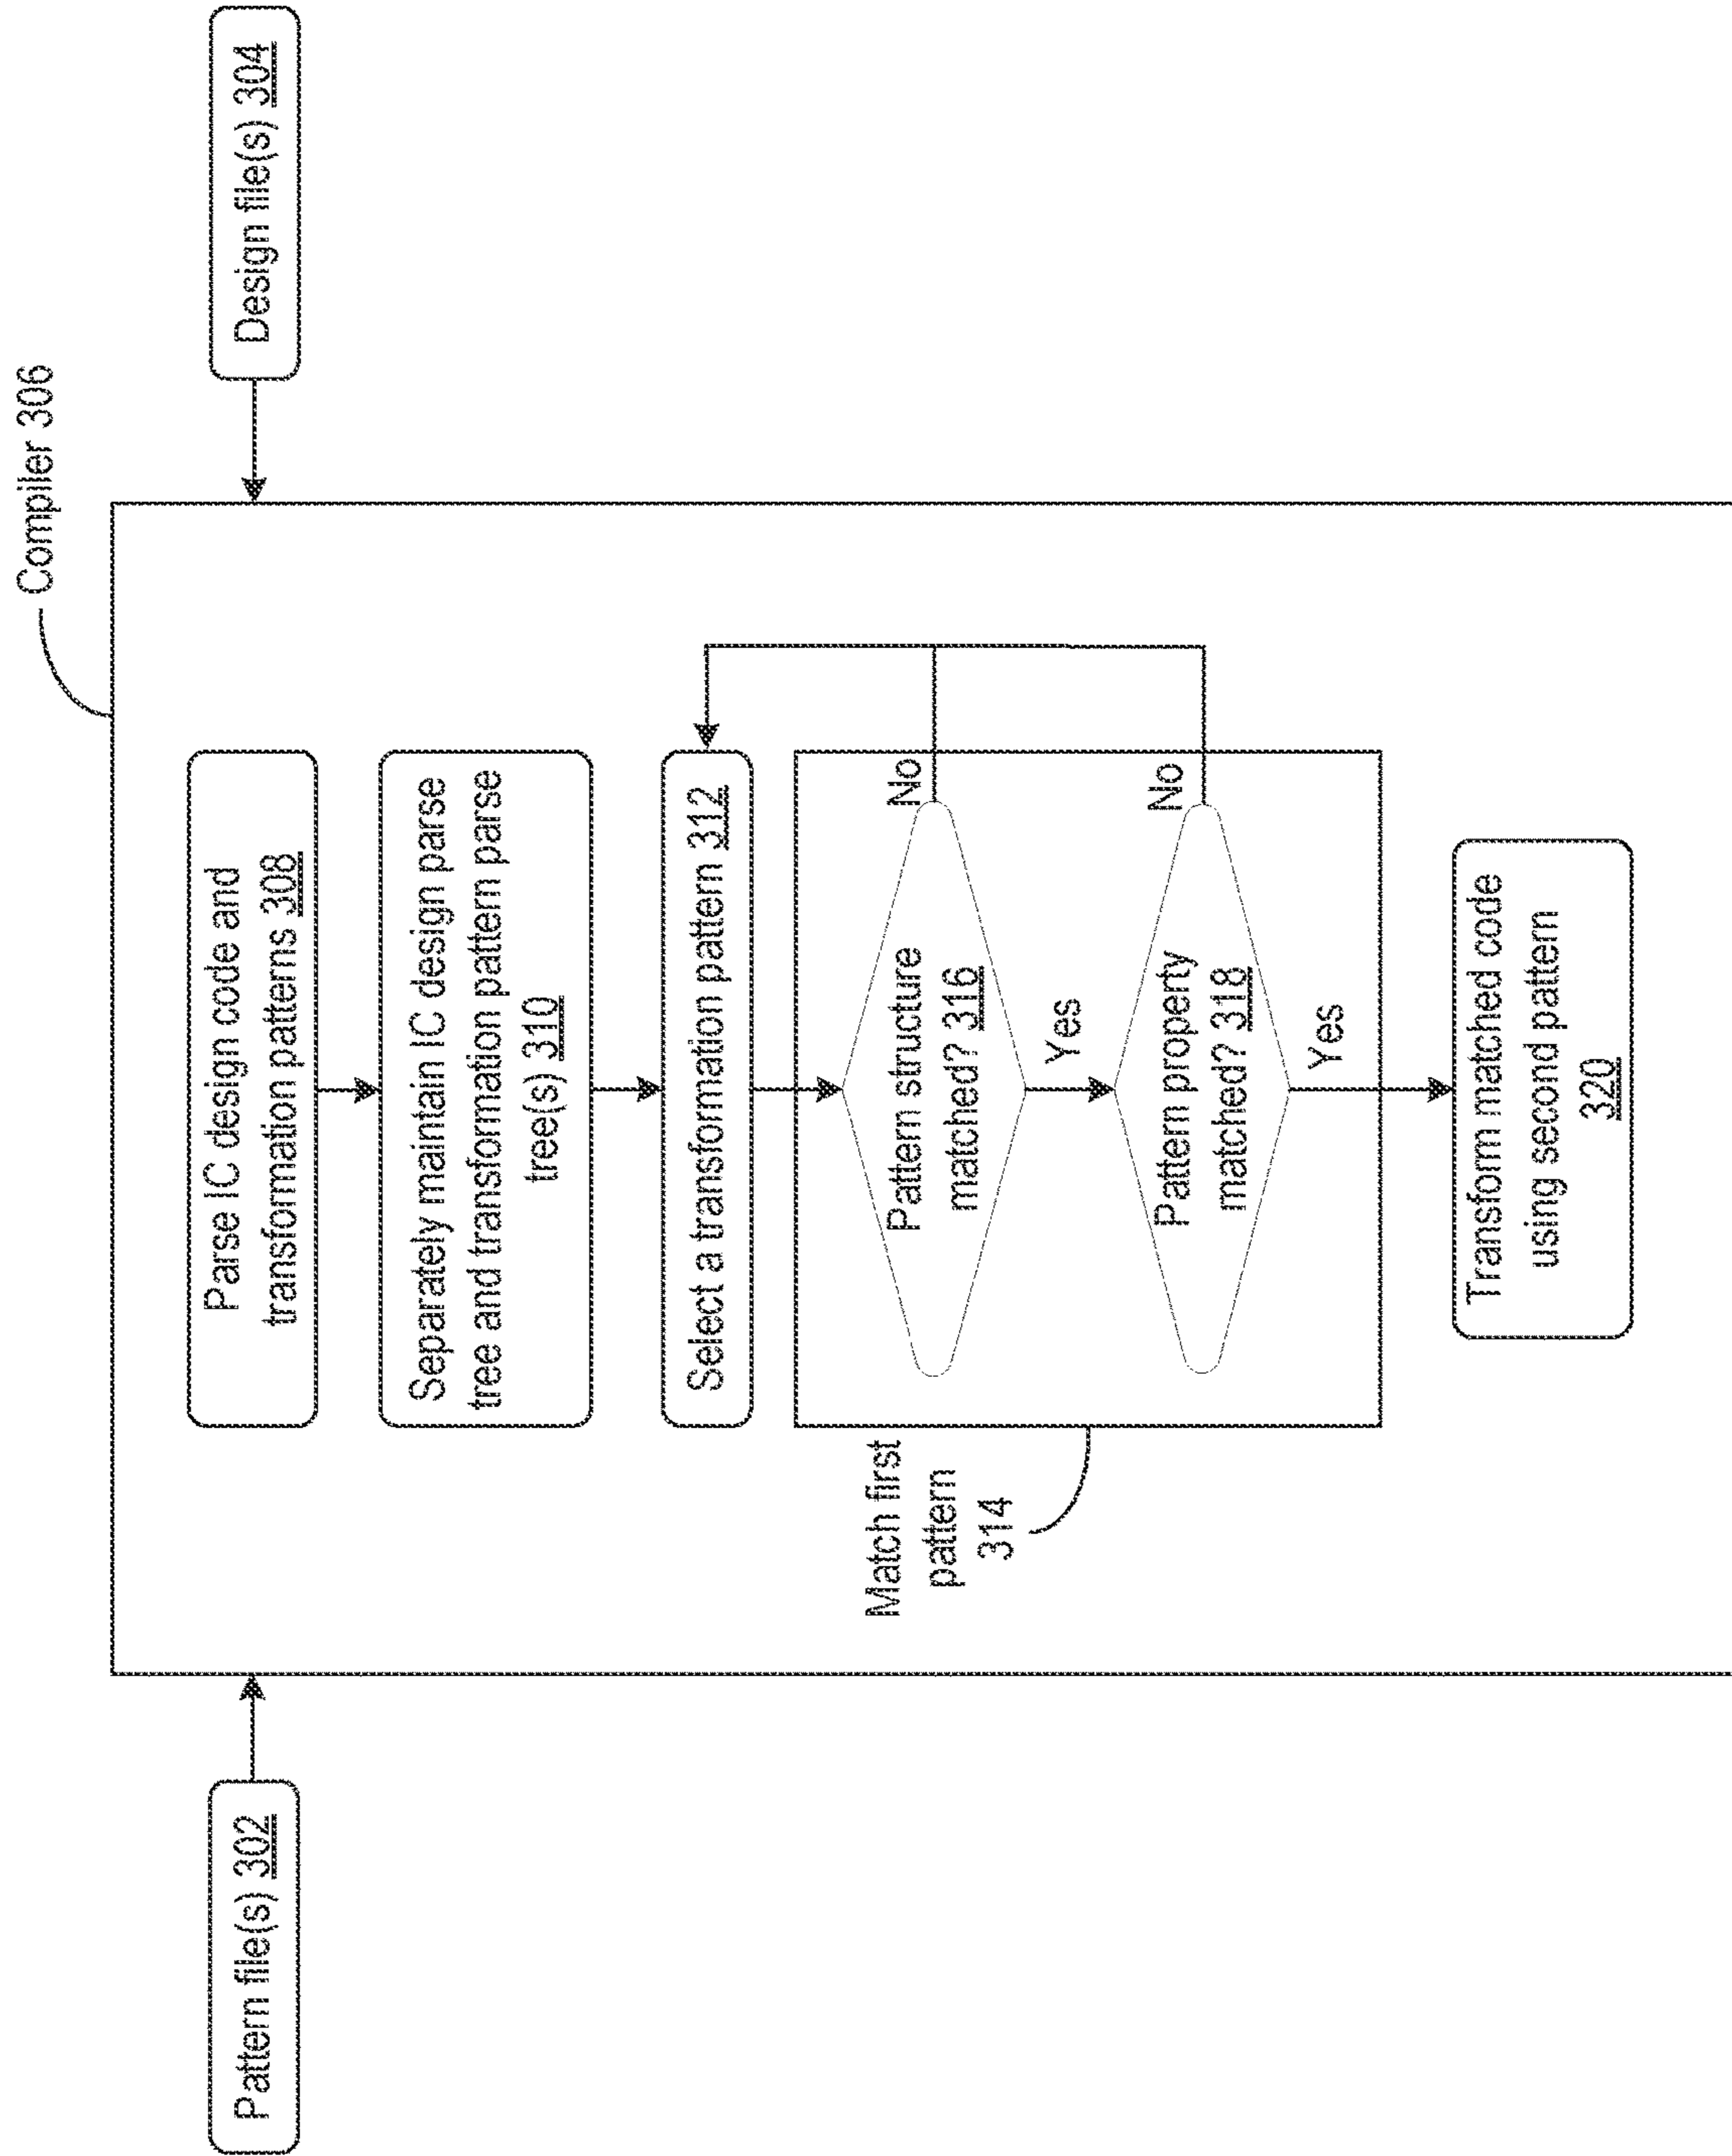 Compiler 306
Pattern file(s) 302
Design file(s) 304
Parse IC design code and
transformation patterns 308
Separately maintain IC design parse
tree and transformation pattern parse
tree(s) 310
Select a transformation pattern 312
Match first
pattern
314
Pattern structure
matched? 316
No
Yes
Pattern property
matched? 318
No
Yes
Transform matched code
using second pattern
320